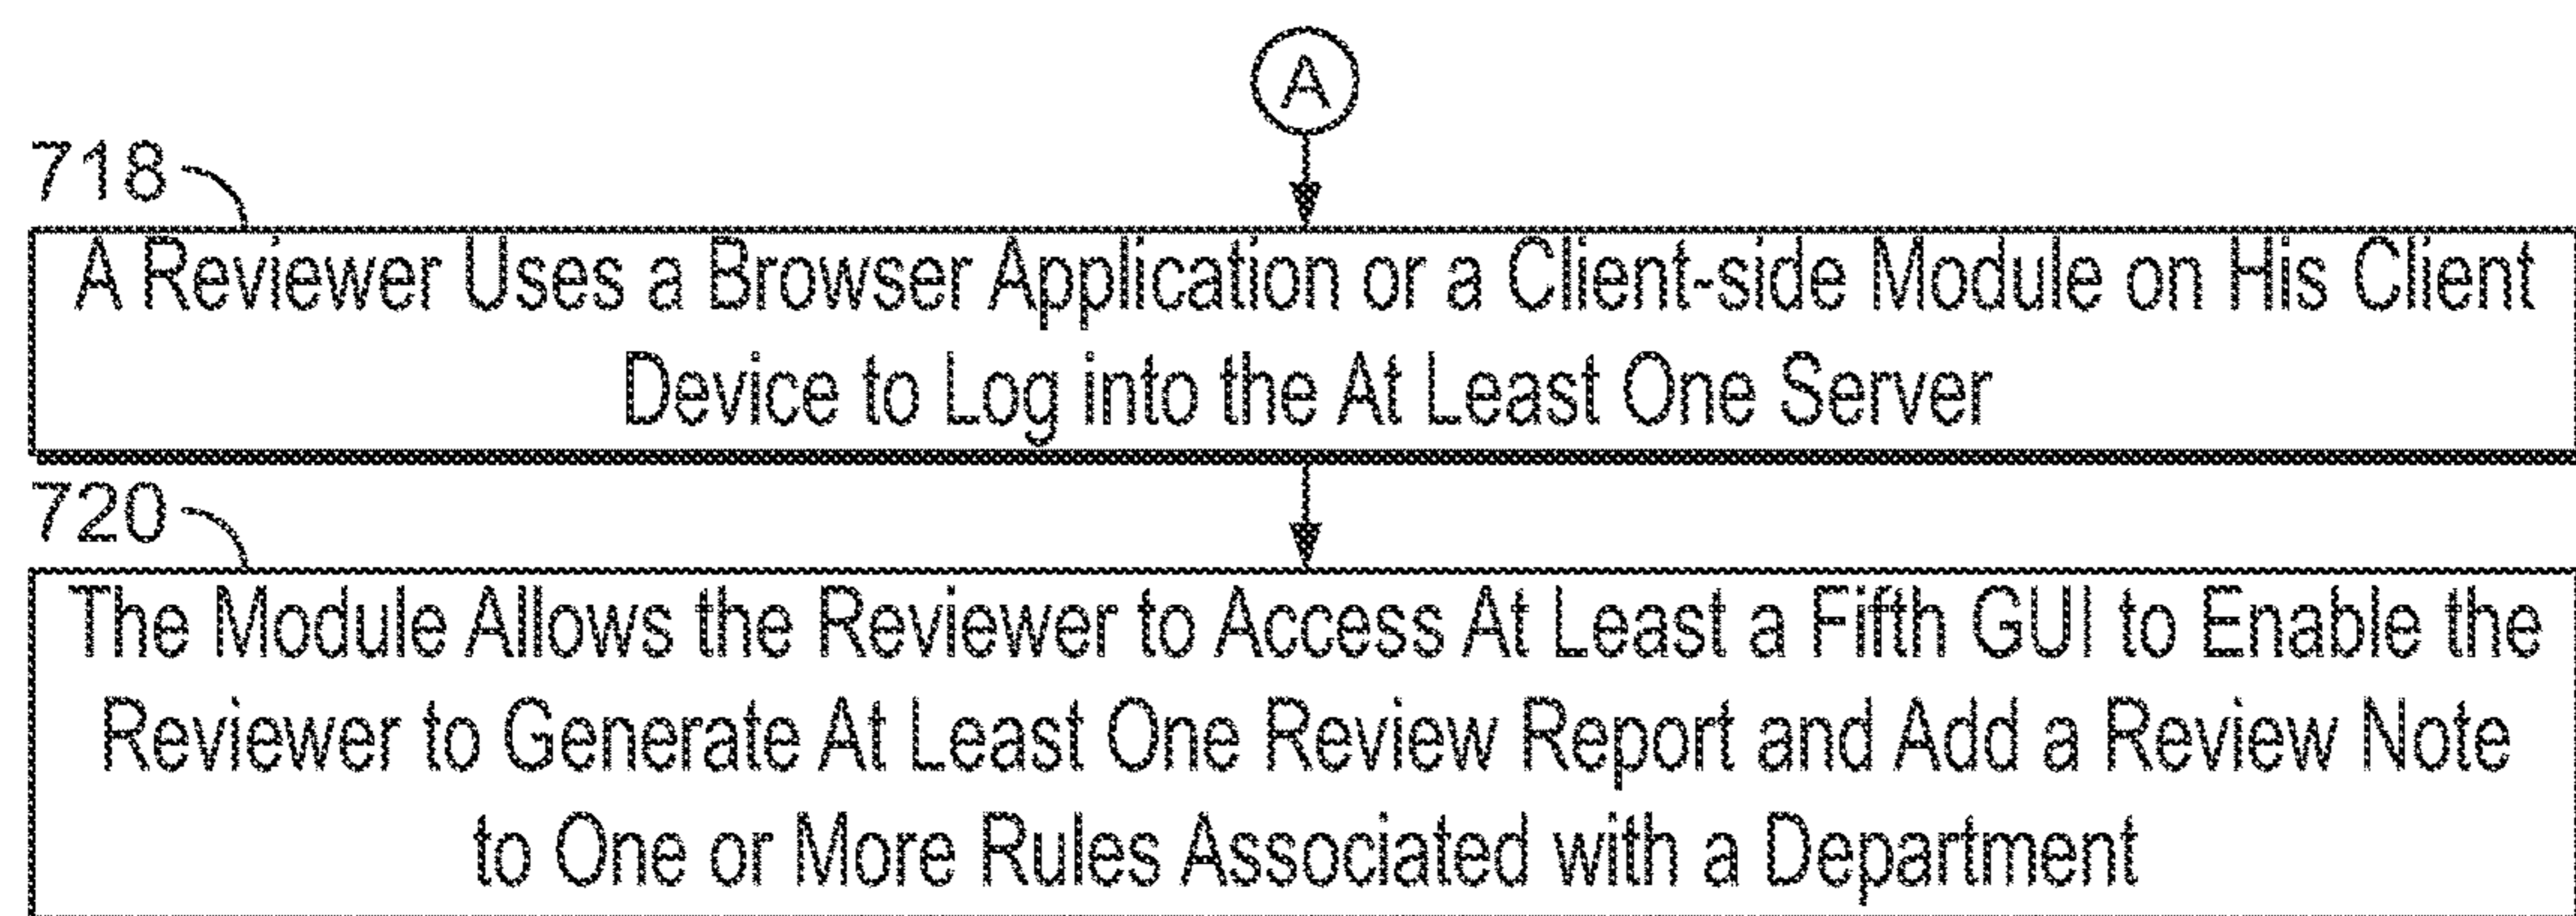 A
718
A Reviewer Uses a Browser Application or a Client-side Module on His Client
Device to Log into the At Least One Server
720
The Module Allows the Reviewer to Access At Least a Fifth GUI to Enable the
Reviewer to Generate At Least One Review Report and Add a Review Note
to One or More Rules Associated with a Department